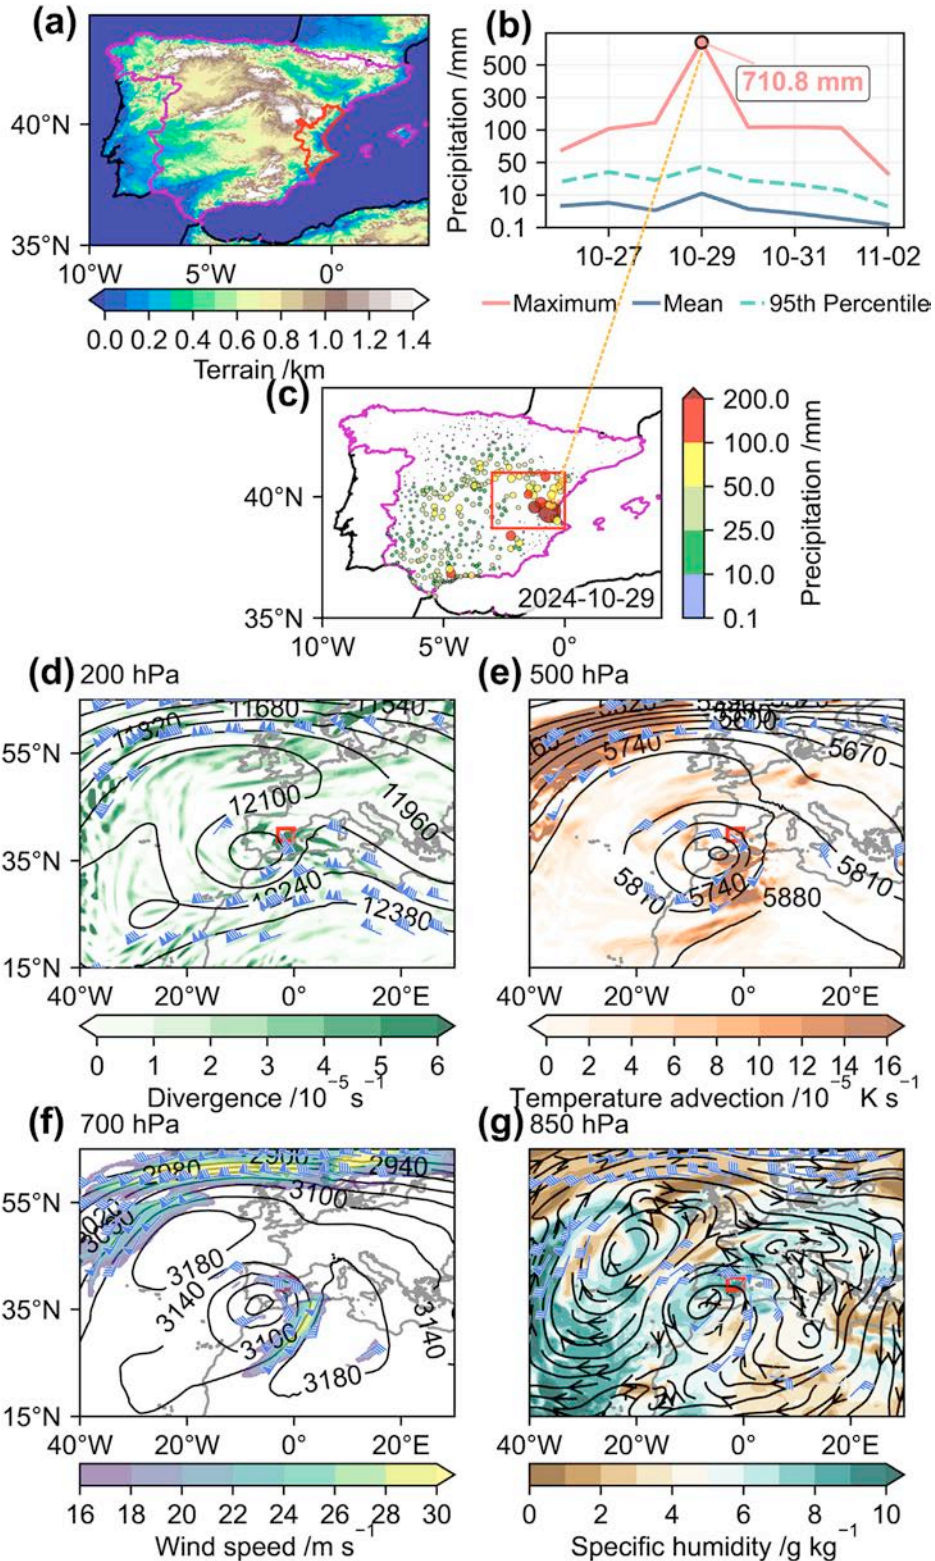 (a)
40°N
35°N
10°W 5°W 0°
0.0 0.2 0.4 0.6 0.8 1.0 1.2 1.4
Terrain /km
(b)
Precipitation /mm
500
300
100
50
10
0.1
710.8 mm
10-27 10-29 10-31 11-02
Maximum Mean 95th Percentile
(c)
40°N
35°N
10°W 5°W 0°
2024-10-29
200.0
100.0
50.0
25.0
10.0
0.1
Precipitation /mm
(d) 200 hPa
11820 11680 11540
12100
11960
12240
12380
55°N
35°N
15°N
40°W 20°W 0° 20°E
0 1 2 3 4 5 6
Divergence /10⁻⁵ s⁻¹
(e) 500 hPa
5740
5670
5810
5740
5810
5880
40°W 20°W 0° 20°E
0 2 4 6 8 10 12 14 16
Temperature advection /10⁻⁵ K s⁻¹
(f) 700 hPa
2980 2900 2940
3100
3020
3180
3140
3100
3140
3180
55°N
35°N
15°N
40°W 20°W 0° 20°E
16 18 20 22 24 26 28 30
Wind speed /m s⁻¹
(g) 850 hPa
40°W 20°W 0° 20°E
0 2 4 6 8 10
Specific humidity /g kg⁻¹